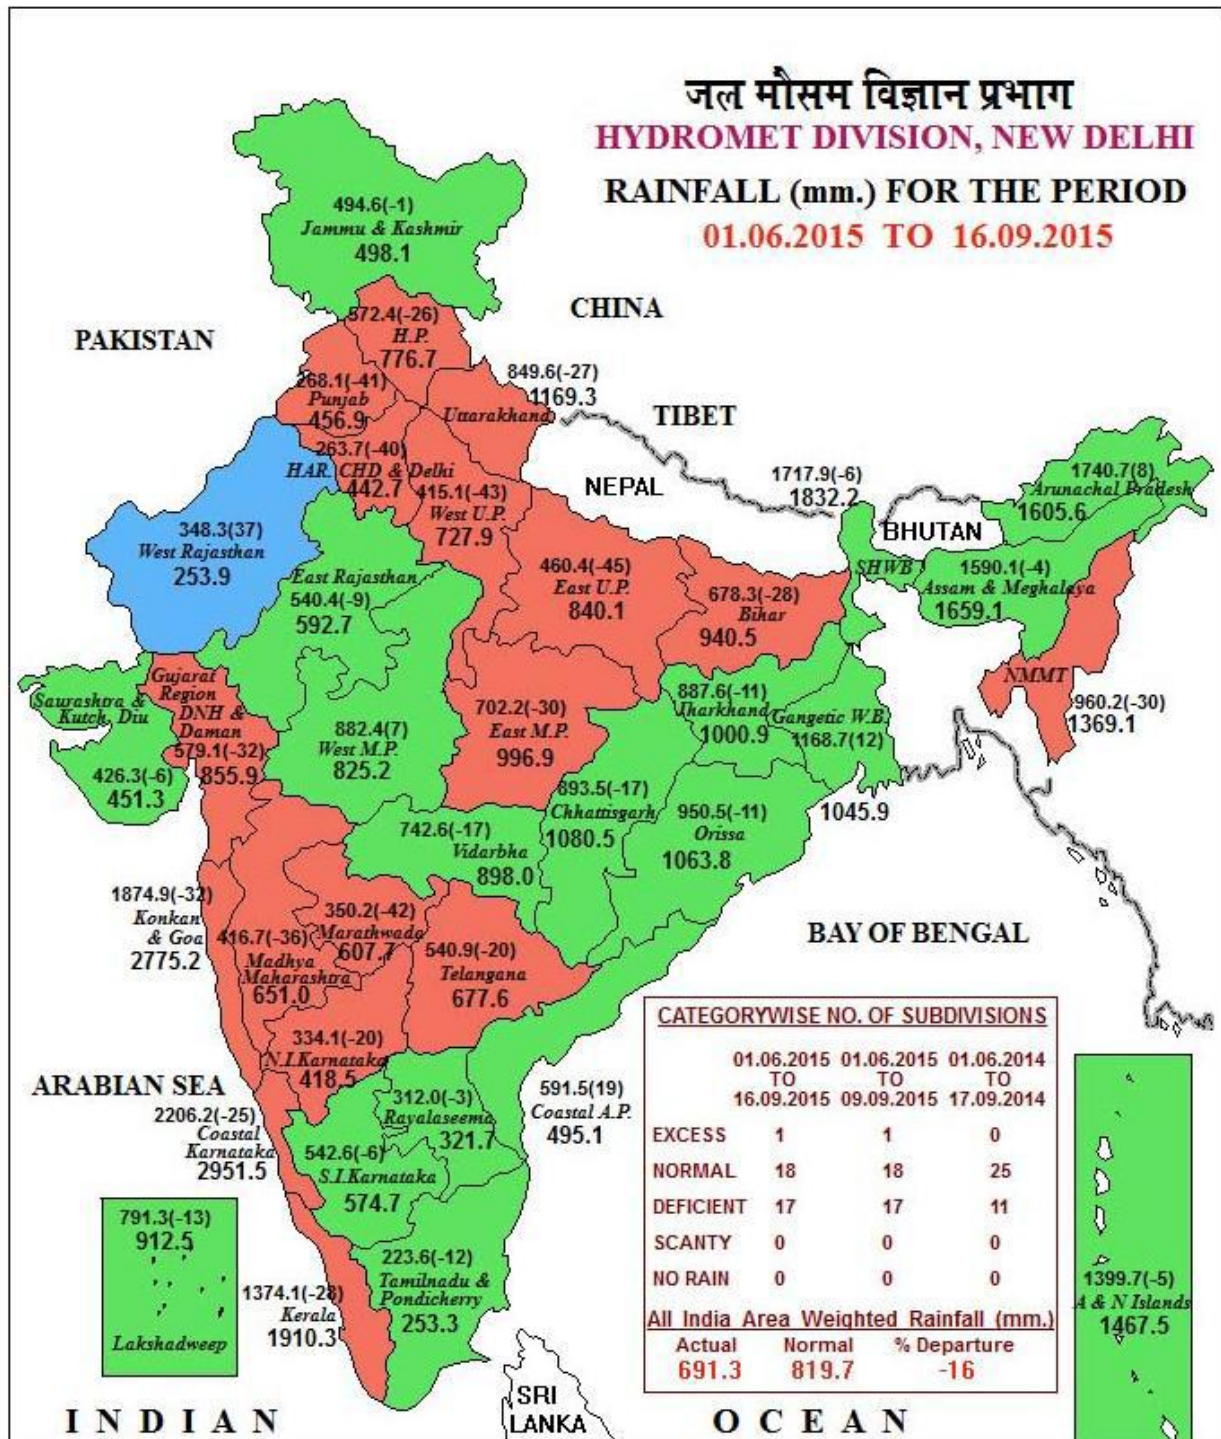 जल मौसम विज्ञान प्रभाग
HYDROMET DIVISION, NEW DELHI
RAINFALL (mm.) FOR THE PERIOD
01.06.2015 TO 16.09.2015
494.6(-1)
Jammu & Kashmir
498.1
CHINA
PAKISTAN
572.4(-26)
H.P.
776.7
849.6(-27)
1169.3
Uttarakhand
TIBET
268.1(-41)
Punjab
456.9
263.7(-40)
HAR. CHD & Delhi
442.7
415.1(-43)
West U.P.
727.9
NEPAL
1717.9(-6)
1832.2
SHWB
BHUTAN
1740.7(8)
Arunachal Pradesh
1605.6
348.3(37)
West Rajasthan
253.9
East Rajasthan
540.4(-9)
592.7
460.4(-45)
East U.P.
840.1
678.3(-28)
Bihar
940.5
1590.1(-4)
Assam & Meghalaya
1659.1
NMMT
960.2(-30)
1369.1
Gujarat
Region
DNH &
Daman
579.1(-32)
855.9
Saurashtra &
Kutch, Diu
426.3(-6)
451.3
882.4(7)
West M.P.
825.2
702.2(-30)
East M.P.
996.9
887.6(-11)
Jharkhand
1000.9
Gangetic W.B.
1168.7(12)
1045.9
893.5(-17)
Chhattisgarh
1080.5
950.5(-11)
Orissa
1063.8
742.6(-17)
Vidarbha
898.0
1874.9(-32)
Konkan
& Goa
2775.2
416.7(-36)
Madhya
Maharashtra
651.0
350.2(-42)
Marathwada
607.7
540.9(-20)
Telangana
677.6
BAY OF BENGAL
334.1(-20)
N.I.Karnataka
418.5
ARABIAN SEA
2206.2(-25)
Coastal
Karnataka
2951.5
312.0(-3)
Rayalaseema
321.7
591.5(19)
Coastal A.P.
495.1
542.6(-6)
S.I.Karnataka
574.7
791.3(-13)
912.5
Lakshadweep
1374.1(-28)
Kerala
1910.3
223.6(-12)
Tamilnadu &
Pondicherry
253.3
CATEGORYWISE NO. OF SUBDIVISIONS
01.06.2015 01.06.2015 01.06.2014
TO TO TO
16.09.2015 09.09.2015 17.09.2014
EXCESS 1 1 0
NORMAL 18 18 25
DEFICIENT 17 17 11
SCANTY 0 0 0
NO RAIN 0 0 0
All India Area Weighted Rainfall (mm.)
Actual Normal % Departure
691.3 819.7 -16
1399.7(-5)
A & N Islands
1467.5
SRI
LANKA
INDIAN OCEAN